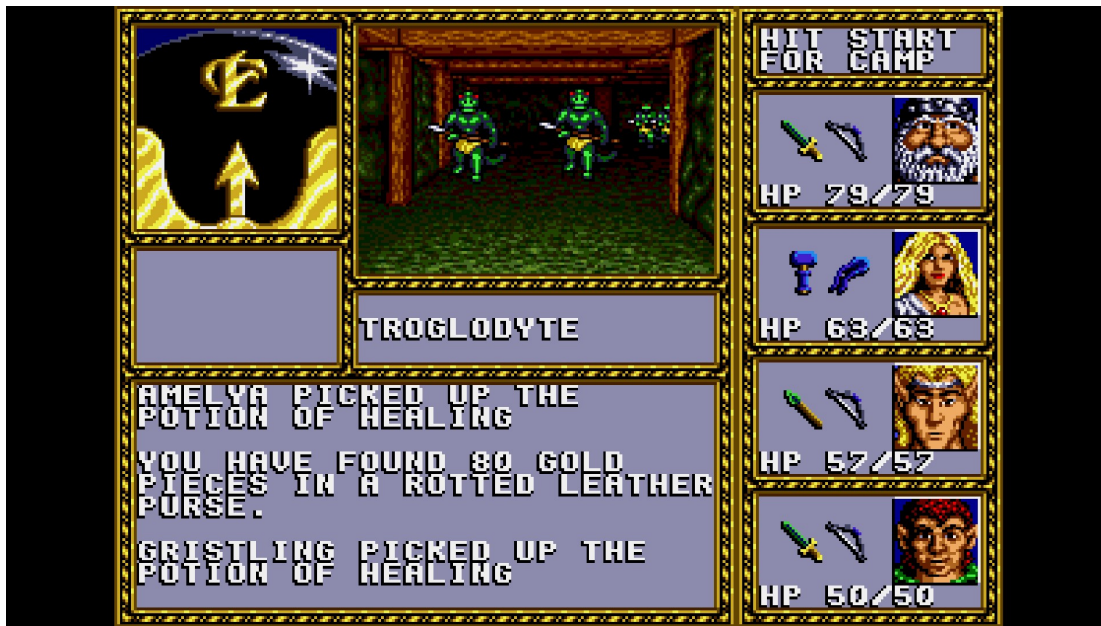 E
HIT START
FOR CAMP
HP 79/79
HP 63/63
TROGLODYTE
HP 57/57
AMELYA PICKED UP THE
POTION OF HEALING
YOU HAVE FOUND 80 GOLD
PIECES IN A ROTTED LEATHER
PURSE.
GRISTLING PICKED UP THE
POTION OF HEALING
HP 50/50